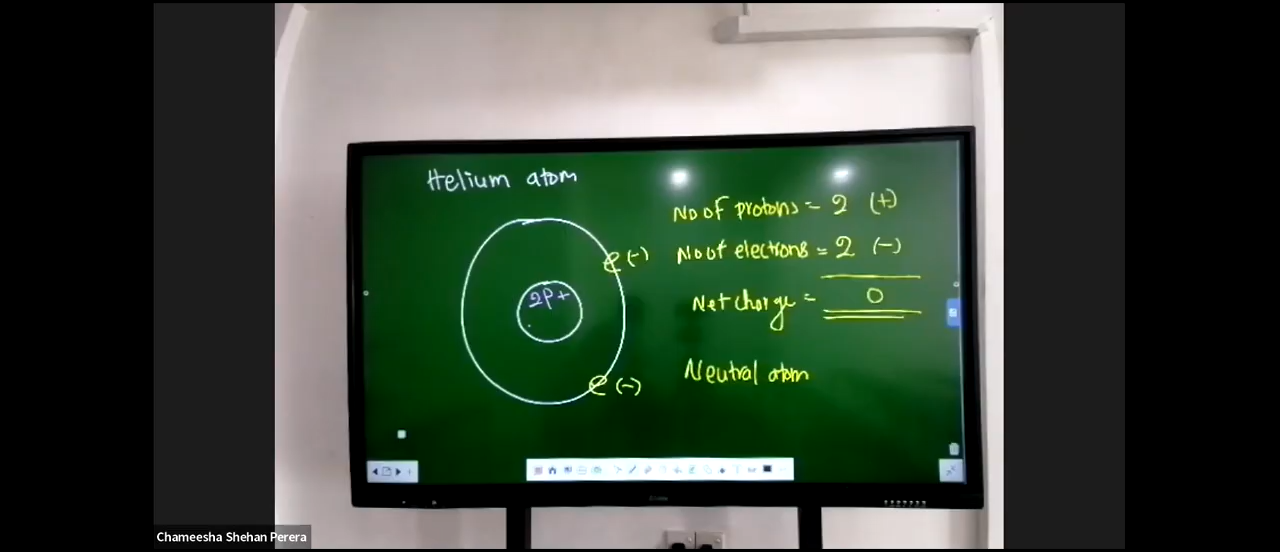 Helium atom
No of protons = 2 (+)
e (-)
No of electrons = 2 (-)
2P+
Net charge = 0
Neutral atom
e (-)
Chameesha Shehan Perera